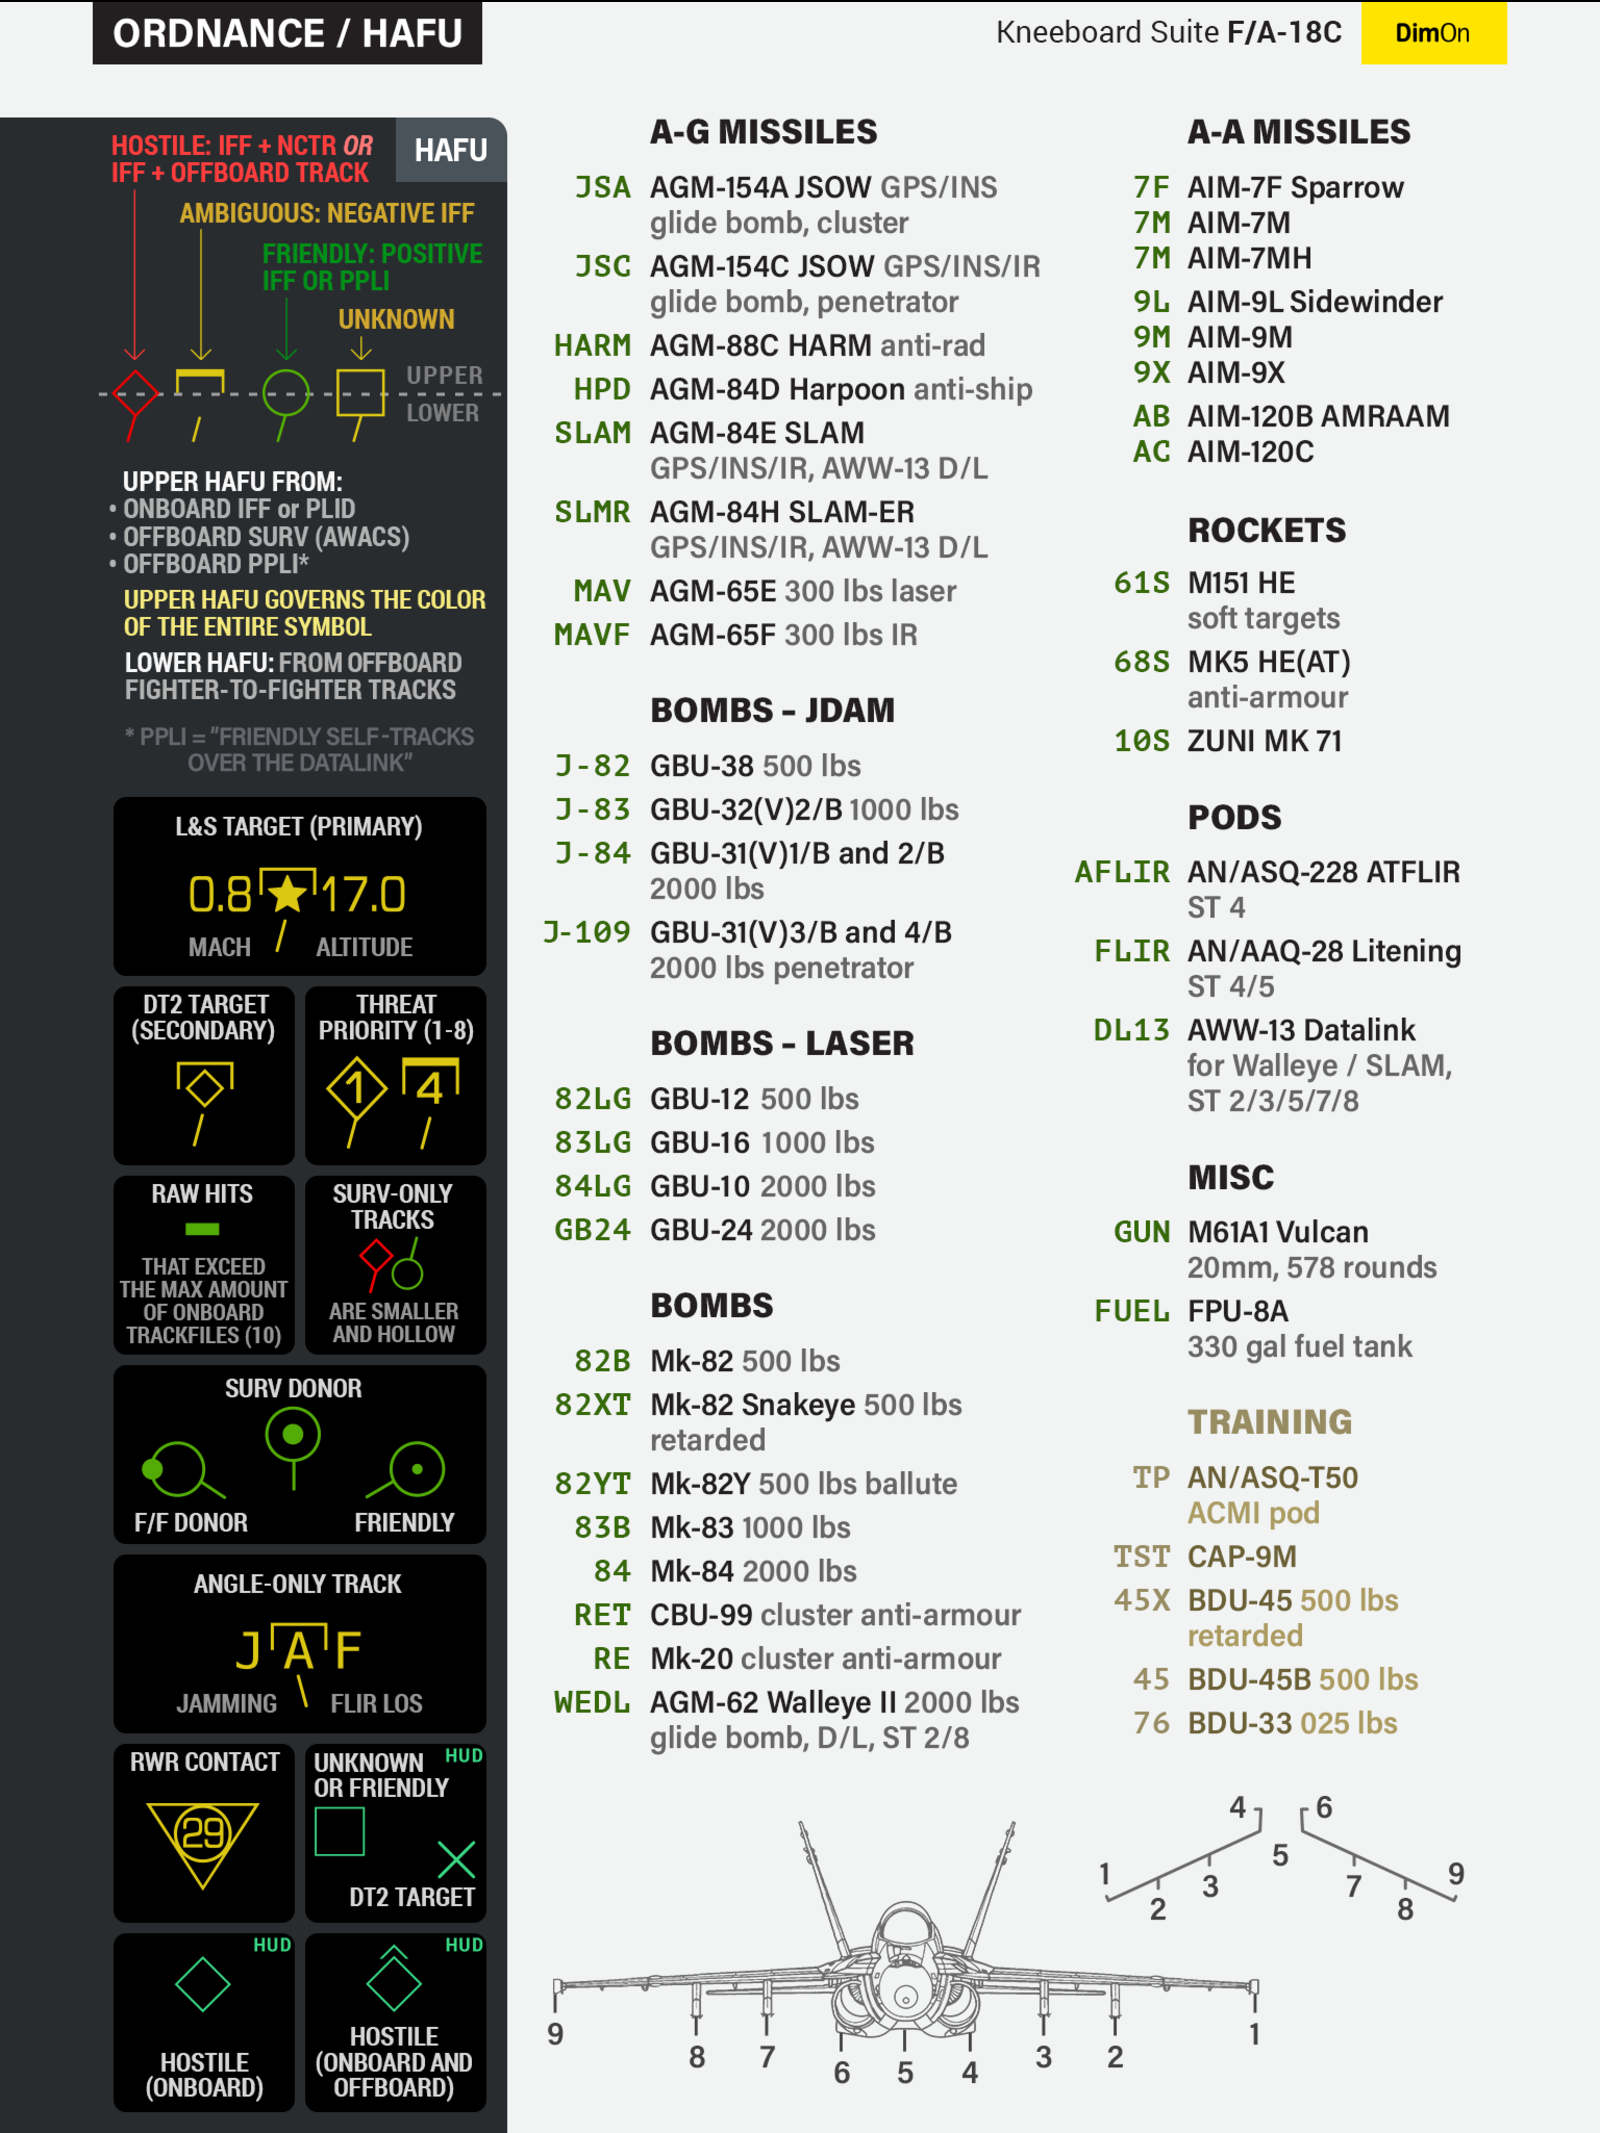 ORDNANCE / HAFU
Kneeboard Suite F/A-18C
DimOn
HAFU
HOSTILE: IFF + NCTR OR
IFF + OFFBOARD TRACK
AMBIGUOUS: NEGATIVE IFF
FRIENDLY: POSITIVE
IFF OR PPLI
UNKNOWN
UPPER
LOWER
UPPER HAFU FROM:
• ONBOARD IFF or PLID
• OFFBOARD SURV (AWACS)
• OFFBOARD PPLI*
UPPER HAFU GOVERNS THE COLOR
OF THE ENTIRE SYMBOL
LOWER HAFU: FROM OFFBOARD
FIGHTER-TO-FIGHTER TRACKS
* PPLI = "FRIENDLY SELF-TRACKS
OVER THE DATALINK"
L&S TARGET (PRIMARY)
0.8 17.0
MACH ALTITUDE
DT2 TARGET
(SECONDARY)
THREAT
PRIORITY (1-8)
1 4
RAW HITS
THAT EXCEED
THE MAX AMOUNT
OF ONBOARD
TRACKFILES (10)
SURV-ONLY
TRACKS
ARE SMALLER
AND HOLLOW
SURV DONOR
F/F DONOR
FRIENDLY
ANGLE-ONLY TRACK
J A F
JAMMING FLIR LOS
RWR CONTACT
29
HUD
UNKNOWN
OR FRIENDLY
DT2 TARGET
HUD
HOSTILE
(ONBOARD)
HUD
HOSTILE
(ONBOARD AND
OFFBOARD)
A-G MISSILES
JSA AGM-154A JSOW GPS/INS
glide bomb, cluster
JSC AGM-154C JSOW GPS/INS/IR
glide bomb, penetrator
HARM AGM-88C HARM anti-rad
HPD AGM-84D Harpoon anti-ship
SLAM AGM-84E SLAM
GPS/INS/IR, AWW-13 D/L
SLMR AGM-84H SLAM-ER
GPS/INS/IR, AWW-13 D/L
MAV AGM-65E 300 lbs laser
MAVF AGM-65F 300 lbs IR
BOMBS – JDAM
J-82 GBU-38 500 lbs
J-83 GBU-32(V)2/B 1000 lbs
J-84 GBU-31(V)1/B and 2/B
2000 lbs
J-109 GBU-31(V)3/B and 4/B
2000 lbs penetrator
BOMBS – LASER
82LG GBU-12 500 lbs
83LG GBU-16 1000 lbs
84LG GBU-10 2000 lbs
GB24 GBU-24 2000 lbs
BOMBS
82B Mk-82 500 lbs
82XT Mk-82 Snakeye 500 lbs
retarded
82YT Mk-82Y 500 lbs ballute
83B Mk-83 1000 lbs
84 Mk-84 2000 lbs
RET CBU-99 cluster anti-armour
RE Mk-20 cluster anti-armour
WEDL AGM-62 Walleye II 2000 lbs
glide bomb, D/L, ST 2/8
A-A MISSILES
7F AIM-7F Sparrow
7M AIM-7M
7M AIM-7MH
9L AIM-9L Sidewinder
9M AIM-9M
9X AIM-9X
AB AIM-120B AMRAAM
AC AIM-120C
ROCKETS
61S M151 HE
soft targets
68S MK5 HE(AT)
anti-armour
10S ZUNI MK 71
PODS
AFLIR AN/ASQ-228 ATFLIR
ST 4
FLIR AN/AAQ-28 Litening
ST 4/5
DL13 AWW-13 Datalink
for Walleye / SLAM,
ST 2/3/5/7/8
MISC
GUN M61A1 Vulcan
20mm, 578 rounds
FUEL FPU-8A
330 gal fuel tank
TRAINING
TP AN/ASQ-T50
ACMI pod
TST CAP-9M
45X BDU-45 500 lbs
retarded
45 BDU-45B 500 lbs
76 BDU-33 025 lbs
4 6
1 5 9
3 7
2 8
9 1
8 7 3 2
6 5 4